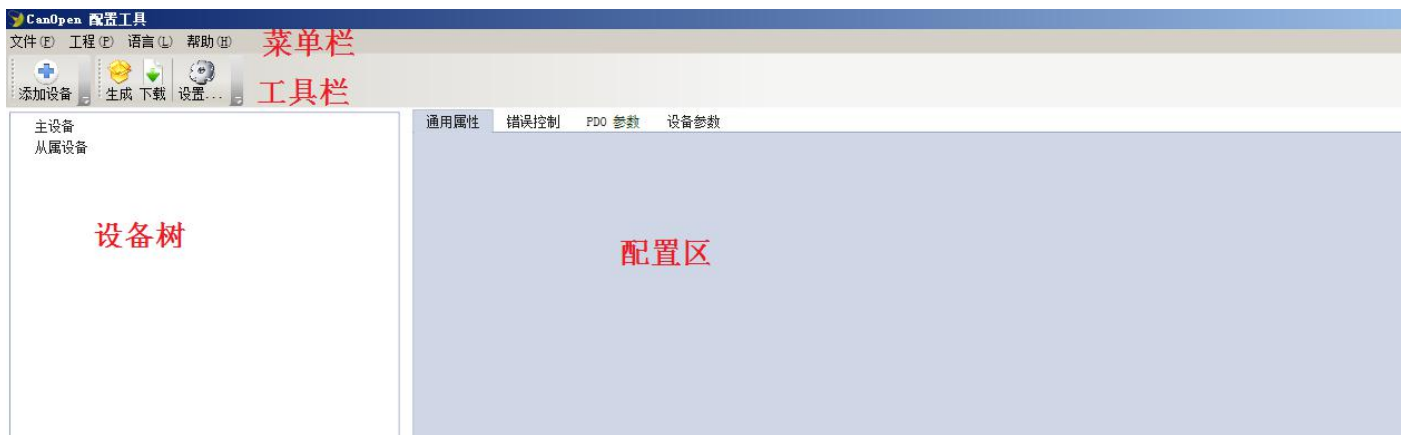 CanOpen 配置工具
文件(F) 工程(P) 语言(L) 帮助(H) 菜单栏
添加设备 生成 下载 设置... 工具栏
主设备
从属设备
设备树
通用属性 错误控制 PDO 参数 设备参数
配置区